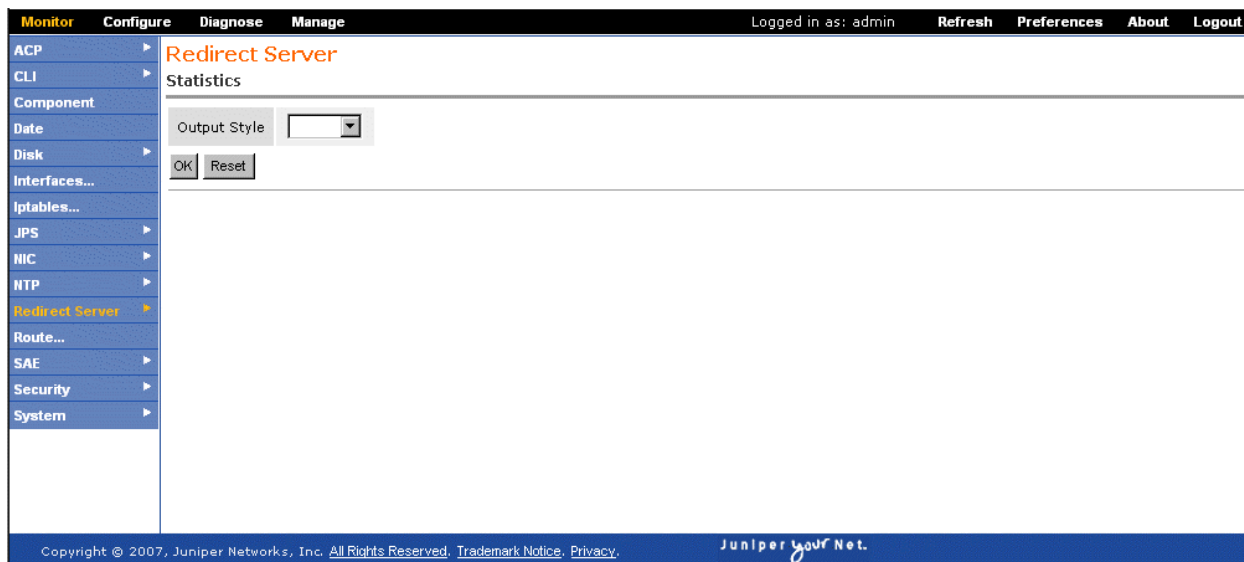 Monitor Configure Diagnose Manage Logged in as: admin Refresh Preferences About Logout
ACP
CLI
Component
Date
Disk
Interfaces...
Iptables...
JPS
NIC
NTP
Redirect Server
Route...
SAE
Security
System
Redirect Server
Statistics
Output Style
OK Reset
Copyright © 2007, Juniper Networks, Inc. All Rights Reserved. Trademark Notice. Privacy. Juniper your Net.